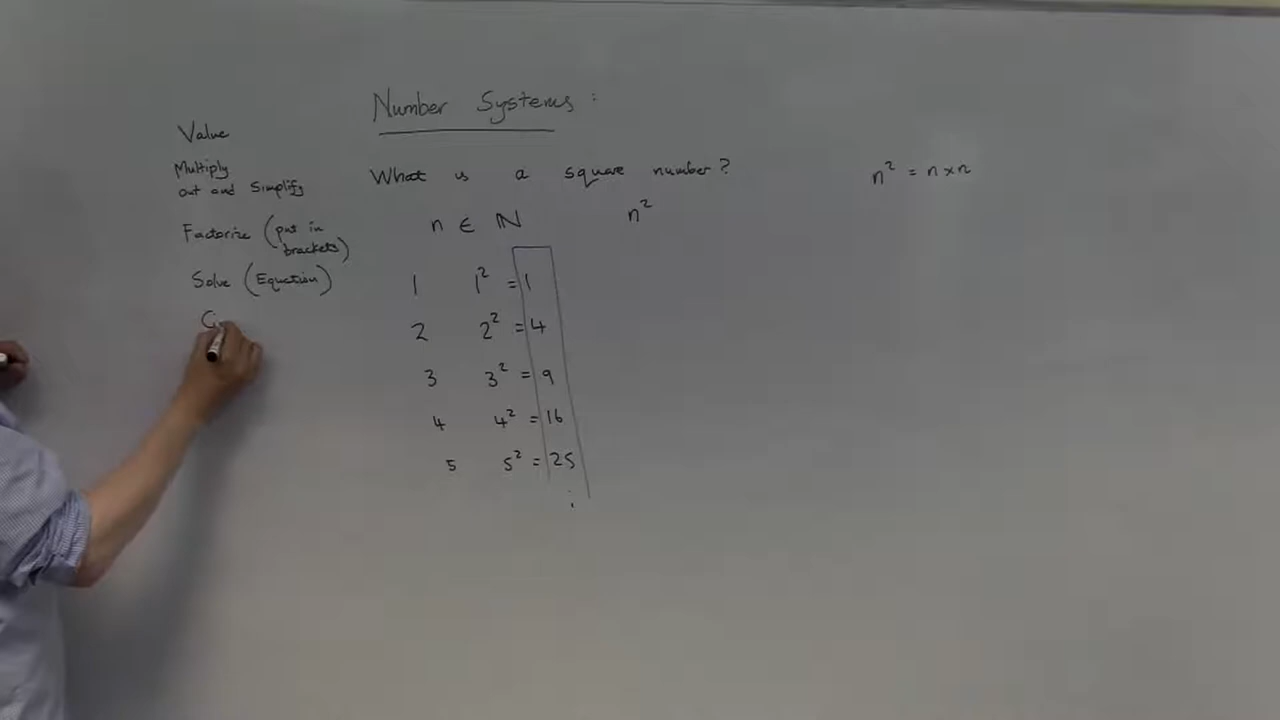 Number Systems:
Value
Multiply
out and Simplify
Factorize (put in
brackets)
Solve (Equation)
What is a square number?
n ∈ ℕ n²
1 1² = 1
2 2² = 4
3 3² = 9
4 4² = 16
5 5² = 25
⋮
n² = n × n